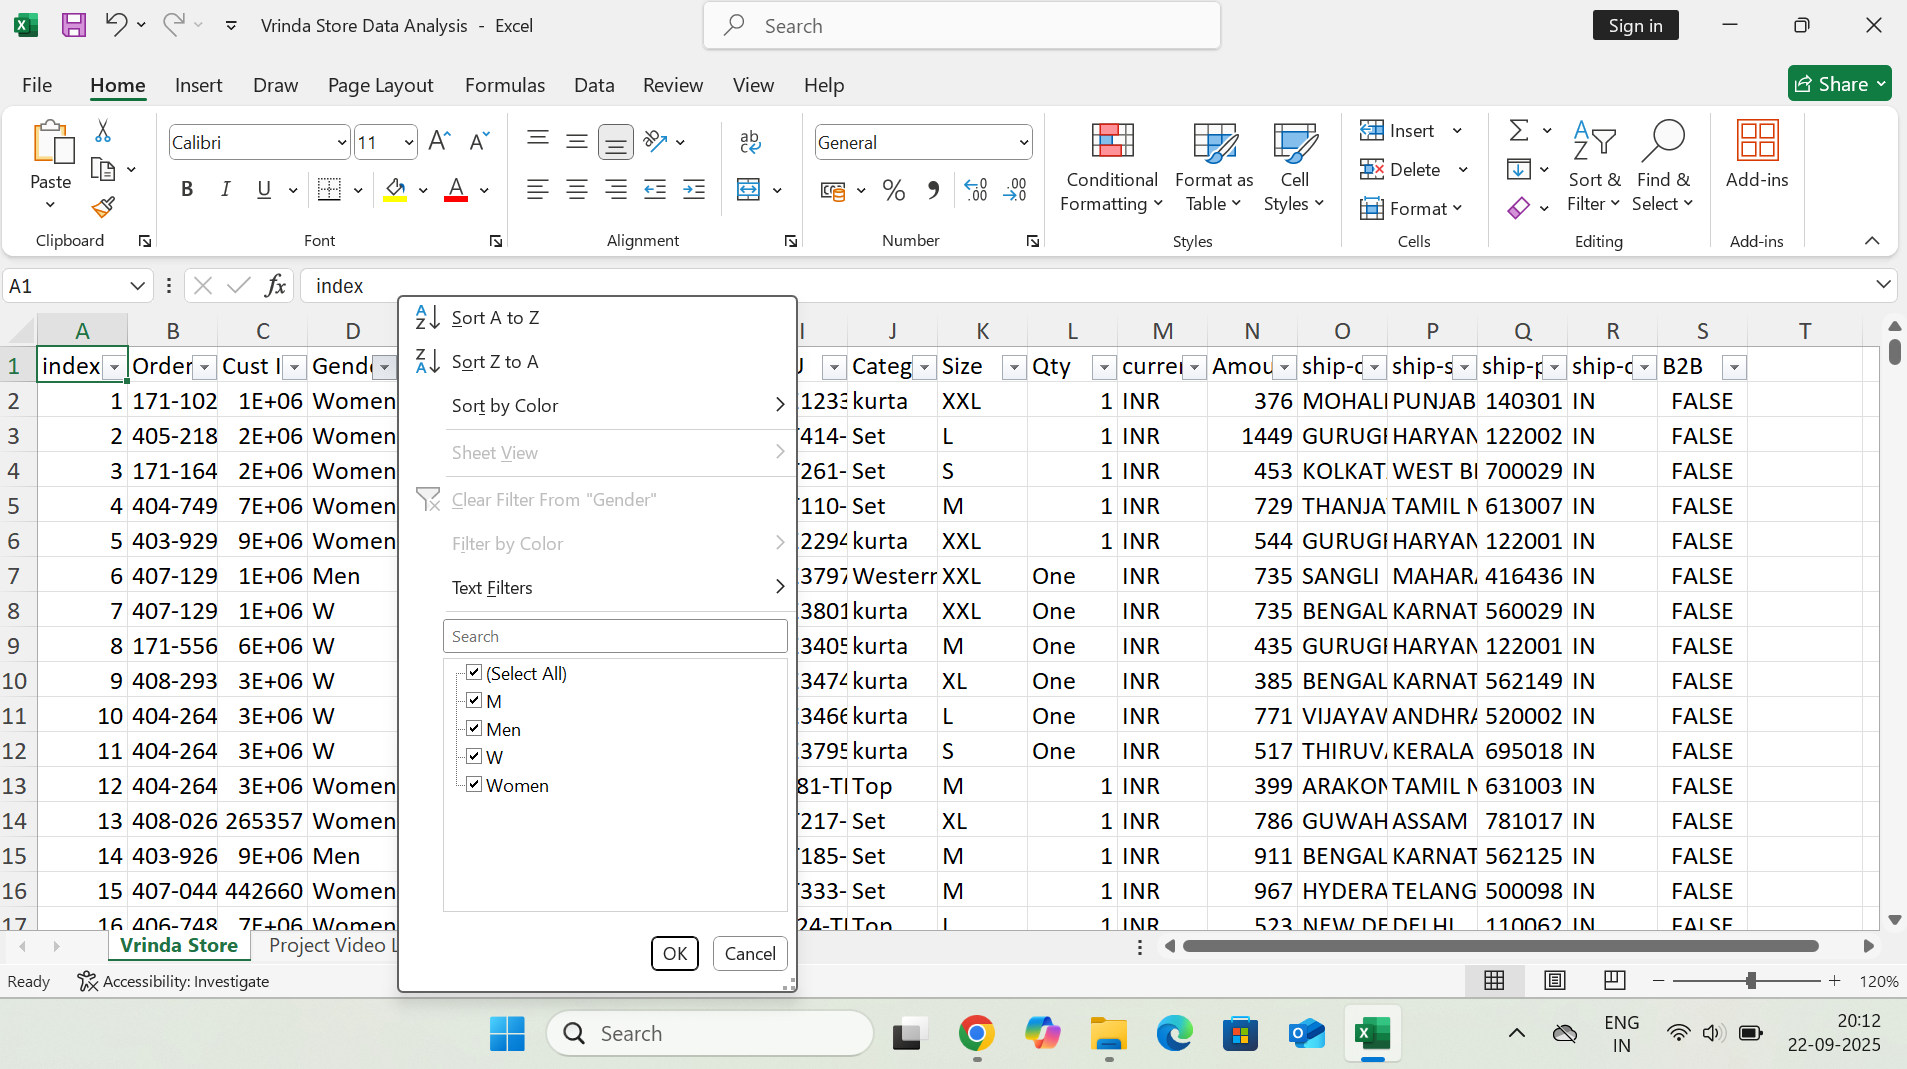 Vrinda Store Data Analysis - Excel
Search
Sign in
File Home Insert Draw Page Layout Formulas Data Review View Help
Share
Paste
Clipboard
Calibri 11
B I U
Font
Alignment
General
Number
Conditional Formatting
Format as Table
Cell Styles
Styles
Insert
Delete
Format
Cells
Sort & Filter
Find & Select
Editing
Add-ins
Add-ins
A1
fx index
A B C D I J K L M N O P Q R S T
1 index Order Cust I Gend U Categ Size Qty curre Amou ship-c ship-s ship-p ship-c B2B
2 1 171-102 1E+06 Women 1233 kurta XXL 1 INR 376 MOHAL PUNJAB 140301 IN FALSE
3 2 405-218 2E+06 Women 414- Set L 1 INR 1449 GURUG HARYAN 122002 IN FALSE
4 3 171-164 2E+06 Women 261- Set S 1 INR 453 KOLKAT WEST B 700029 IN FALSE
5 4 404-749 7E+06 Women 110- Set M 1 INR 729 THANJA TAMIL N 613007 IN FALSE
6 5 403-929 9E+06 Women 2294 kurta XXL 1 INR 544 GURUG HARYAN 122001 IN FALSE
7 6 407-129 1E+06 Men 3797 Western XXL One INR 735 SANGLI MAHAR 416436 IN FALSE
8 7 407-129 1E+06 W 3801 kurta XXL One INR 735 BENGAL KARNAT 560029 IN FALSE
9 8 171-556 6E+06 W 3405 kurta M One INR 435 GURUG HARYAN 122001 IN FALSE
10 9 408-293 3E+06 W 3474 kurta XL One INR 385 BENGAL KARNAT 562149 IN FALSE
11 10 404-264 3E+06 W 3466 kurta L One INR 771 VIJAYAW ANDHRA 520002 IN FALSE
12 11 404-264 3E+06 W 3795 kurta S One INR 517 THIRUV KERALA 695018 IN FALSE
13 12 404-264 3E+06 Women 81-T Top M 1 INR 399 ARAKON TAMIL N 631003 IN FALSE
14 13 408-026 265357 Women 217- Set XL 1 INR 786 GUWAH ASSAM 781017 IN FALSE
15 14 403-926 9E+06 Men 185- Set M 1 INR 911 BENGAL KARNAT 562125 IN FALSE
16 15 407-044 442660 Women 333- Set M 1 INR 967 HYDERA TELANG 500098 IN FALSE
17 16 406-748 7E+06 Women 24-T Top L 1 INR 523 NEW DE DELHI 110062 IN FALSE
Sort A to Z
Sort Z to A
Sort by Color
Sheet View
Clear Filter From "Gender"
Filter by Color
Text Filters
Search
(Select All)
M
Men
W
Women
OK Cancel
Vrinda Store Project Video L
Ready Accessibility: Investigate 120%
Search
ENG
IN
20:12
22-09-2025